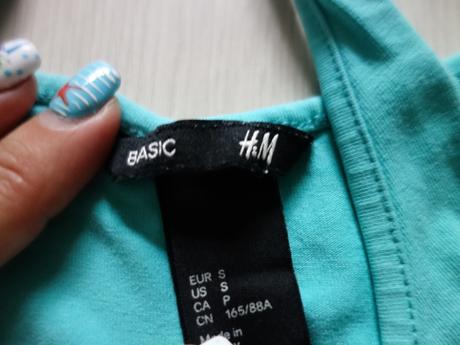 BASIC H&M
EUR S
US S
CA P
CN 165/88A
Made in